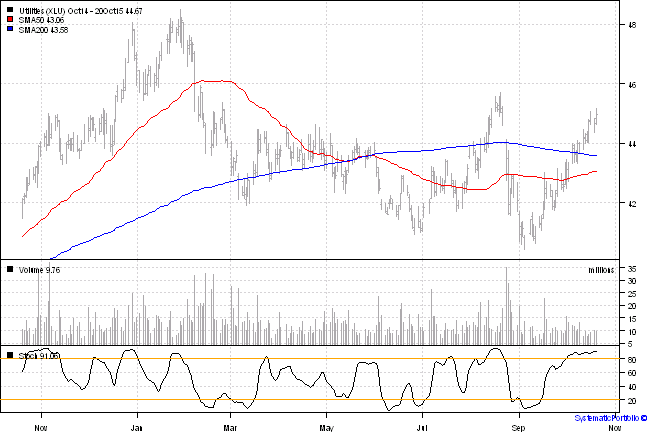 Utilities (XLU) Oct14 - 20Oct15 44.67
SMA50 43.06
SMA200 43.58
48
46
44
42
Volume 9.76
millions
35
30
25
20
15
10
5
Stoch 91.06
80
60
40
20
Nov
Jan
Mar
May
Jul
Sep
Nov
SystematicPortfolio ©